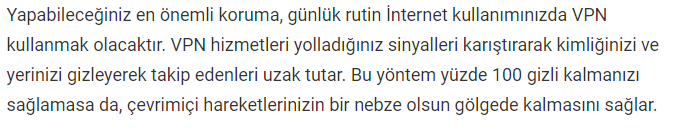 Yapabileceğiniz en önemli koruma, günlük rutin İnternet kullanımınızda VPN
kullanmak olacaktır. VPN hizmetleri yolladığınız sinyalleri karıştırarak kimliğinizi ve
yerinizi gizleyerek takip edenleri uzak tutar. Bu yöntem yüzde 100 gizli kalmanızı
sağlamasa da, çevrimiçi hareketlerinizin bir nebze olsun gölgede kalmasını sağlar.